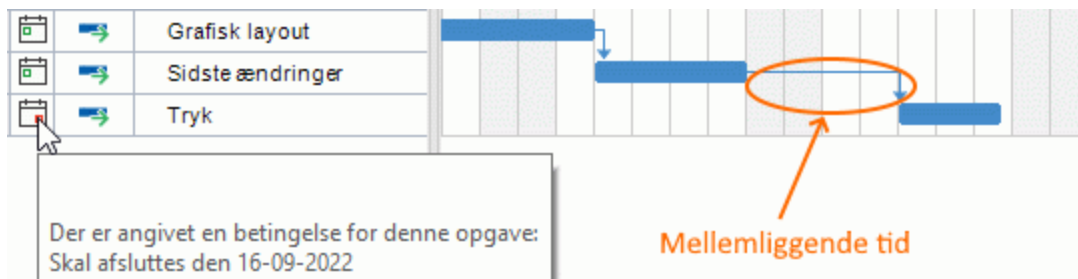 Grafisk layout
Sidste ændringer
Tryk
Der er angivet en betingelse for denne opgave:
Skal afsluttes den 16-09-2022
Mellemliggende tid